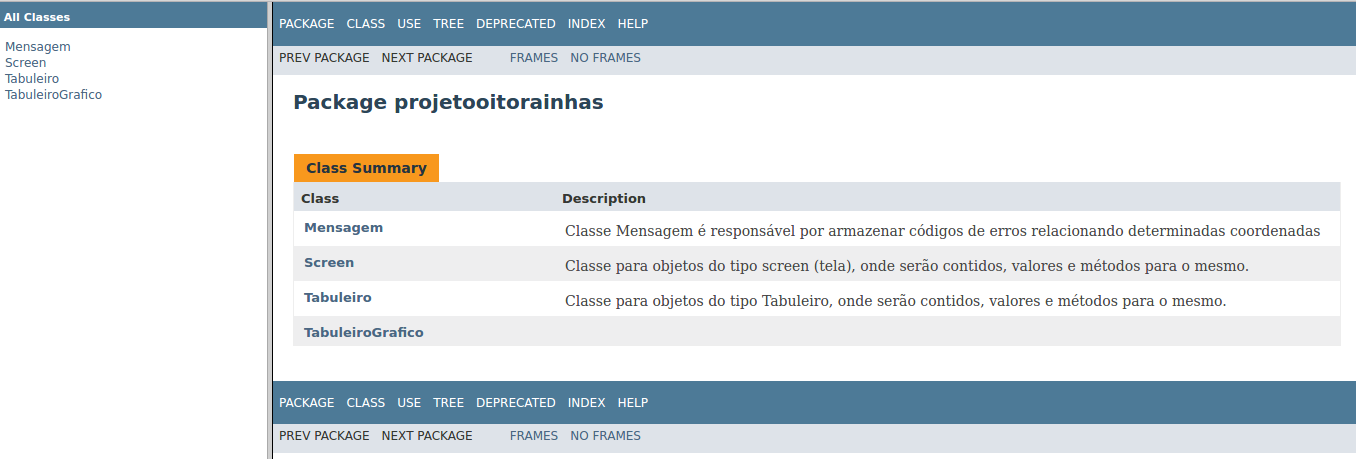 All Classes
Mensagem
Screen
Tabuleiro
TabuleiroGrafico
PACKAGE CLASS USE TREE DEPRECATED INDEX HELP
PREV PACKAGE NEXT PACKAGE FRAMES NO FRAMES
Package projetooitorainhas
Class Summary
Class Description
Mensagem Classe Mensagem é responsável por armazenar códigos de erros relacionando determinadas coordenadas
Screen Classe para objetos do tipo screen (tela), onde serão contidos, valores e métodos para o mesmo.
Tabuleiro Classe para objetos do tipo Tabuleiro, onde serão contidos, valores e métodos para o mesmo.
TabuleiroGrafico
PACKAGE CLASS USE TREE DEPRECATED INDEX HELP
PREV PACKAGE NEXT PACKAGE FRAMES NO FRAMES